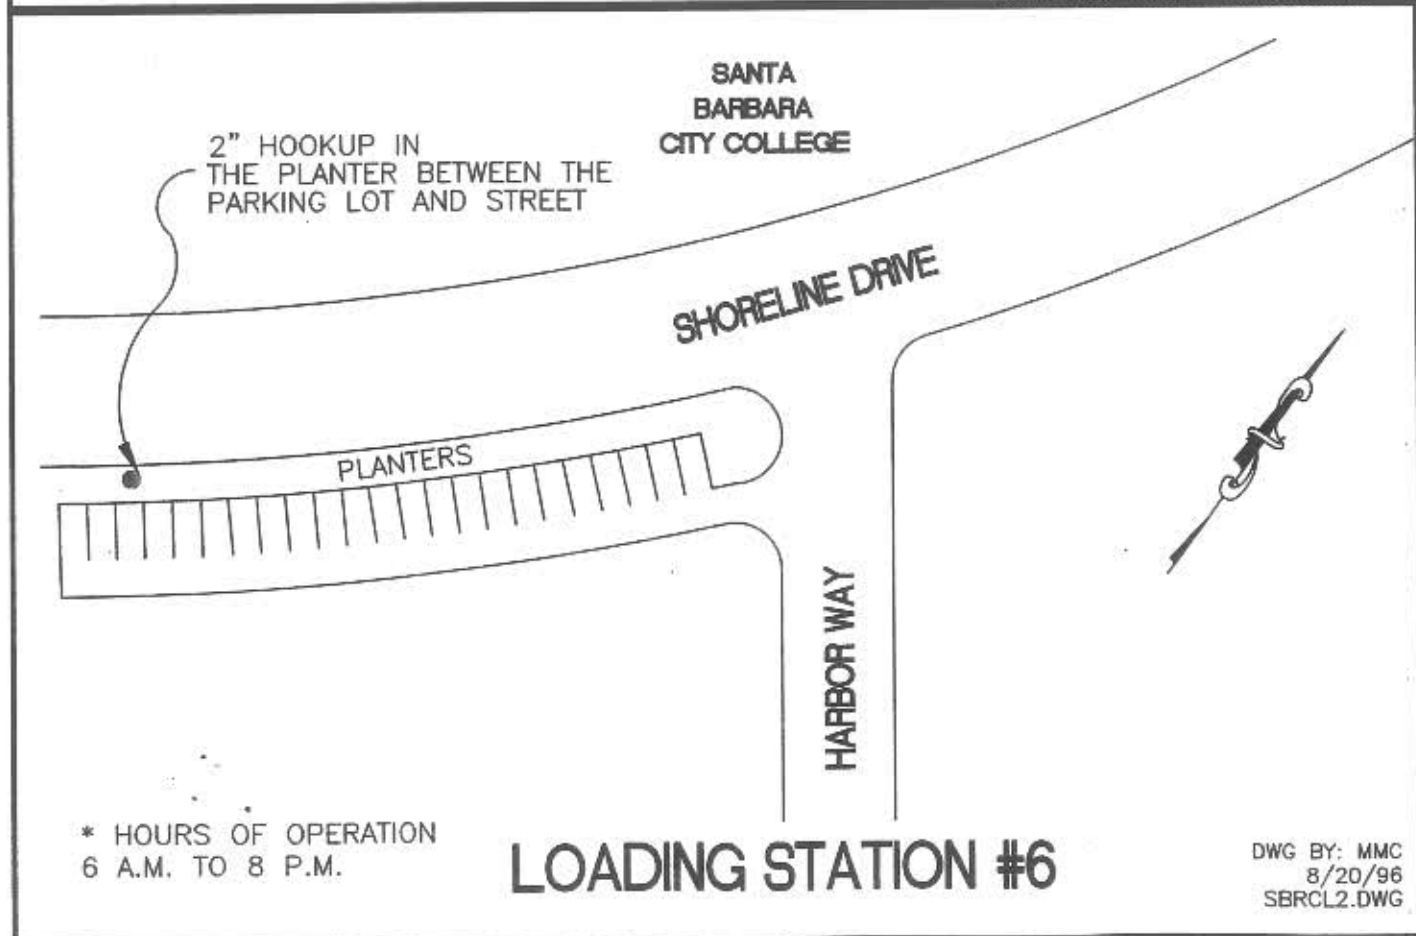 SANTA
BARBARA
CITY COLLEGE
2” HOOKUP IN
THE PLANTER BETWEEN THE
PARKING LOT AND STREET
SHORELINE DRIVE
PLANTERS
HARBOR WAY
* HOURS OF OPERATION
6 A.M. TO 8 P.M.
LOADING STATION #6
DWG BY: MMC
8/20/96
SBRCL2.DWG